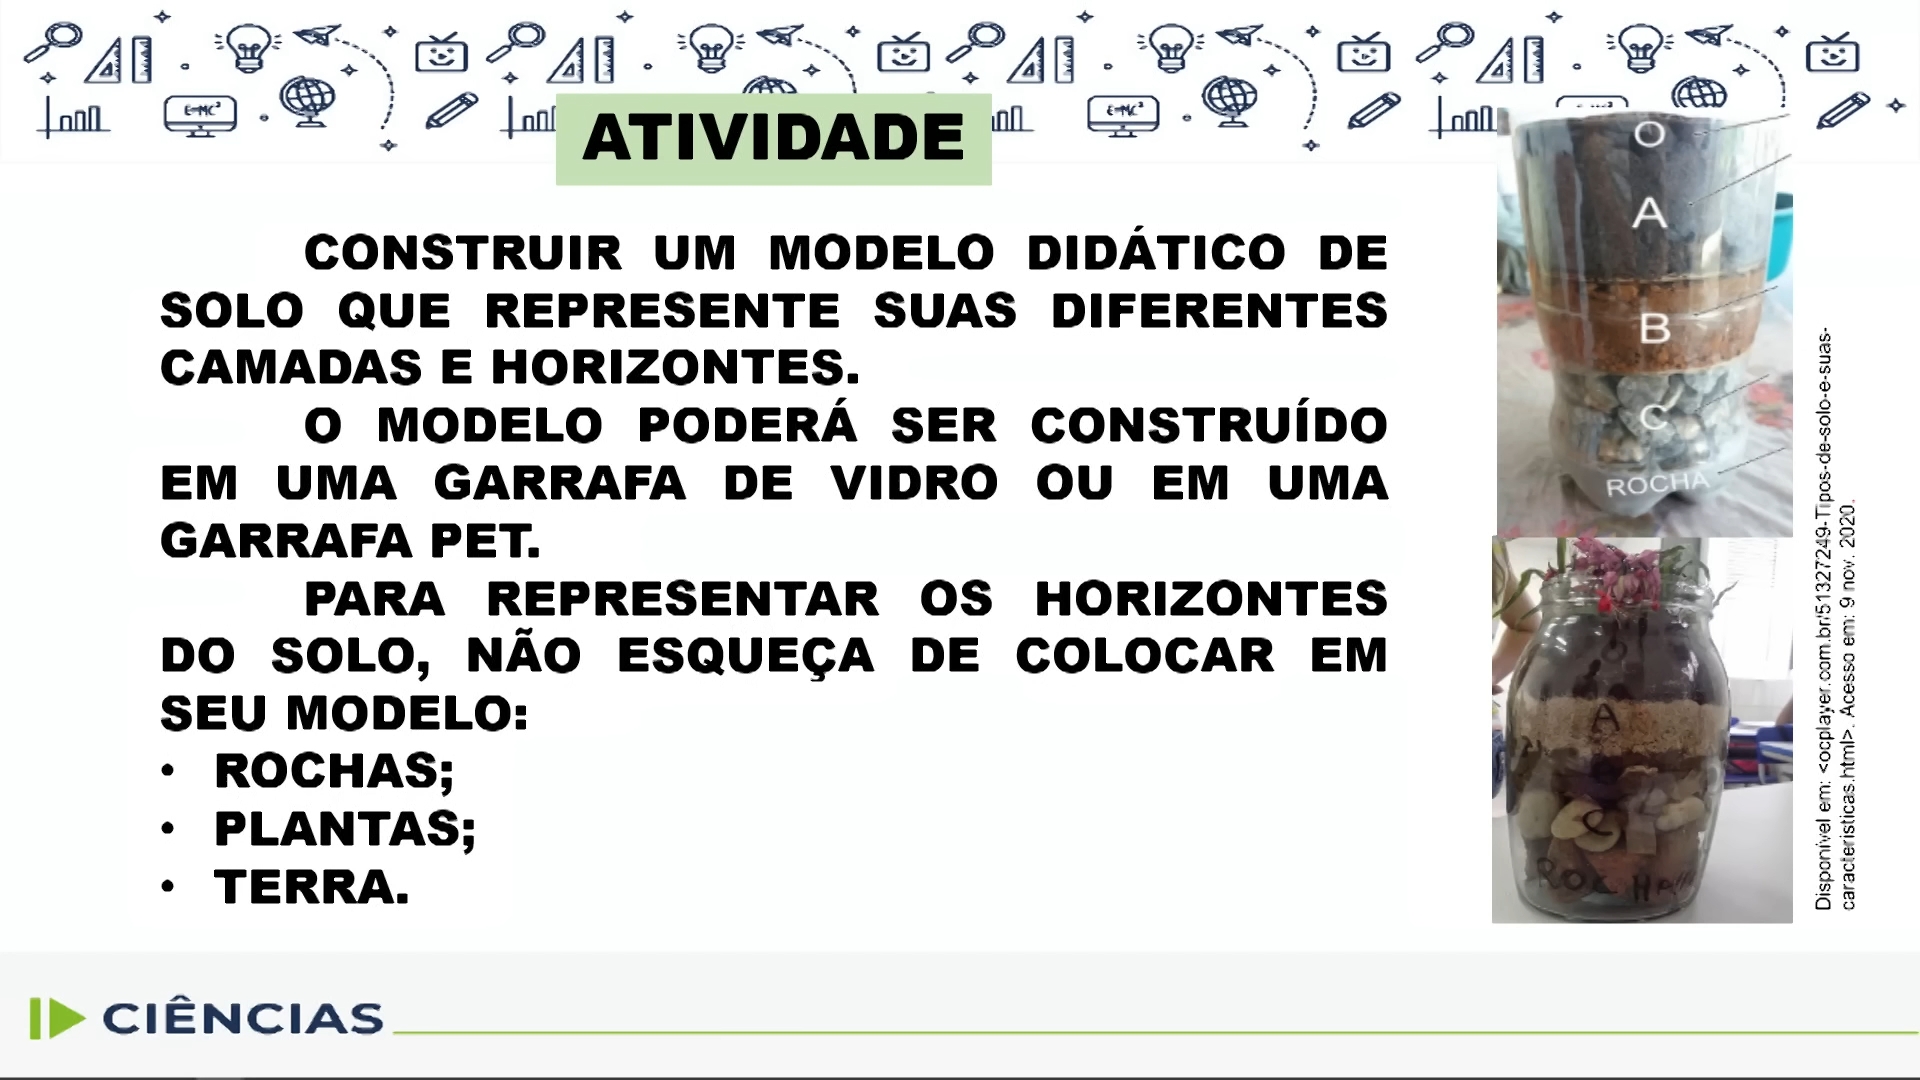 ATIVIDADE
CONSTRUIR UM MODELO DIDÁTICO DE
SOLO QUE REPRESENTE SUAS DIFERENTES
CAMADAS E HORIZONTES.
O MODELO PODERÁ SER CONSTRUÍDO
EM UMA GARRAFA DE VIDRO OU EM UMA
GARRAFA PET.
PARA REPRESENTAR OS HORIZONTES
DO SOLO, NÃO ESQUEÇA DE COLOCAR EM
SEU MODELO:
• ROCHAS;
• PLANTAS;
• TERRA.
O
A
B
C
ROCHA
O
A
C
ROCHA
Disponível em: <ocplayer.com.br/51327249-Tipos-de-solo-e-suas-
caracteristicas.html>. Acesso em: 9 nov. 2020.
E=MC²
E=MC²
CIÊNCIAS